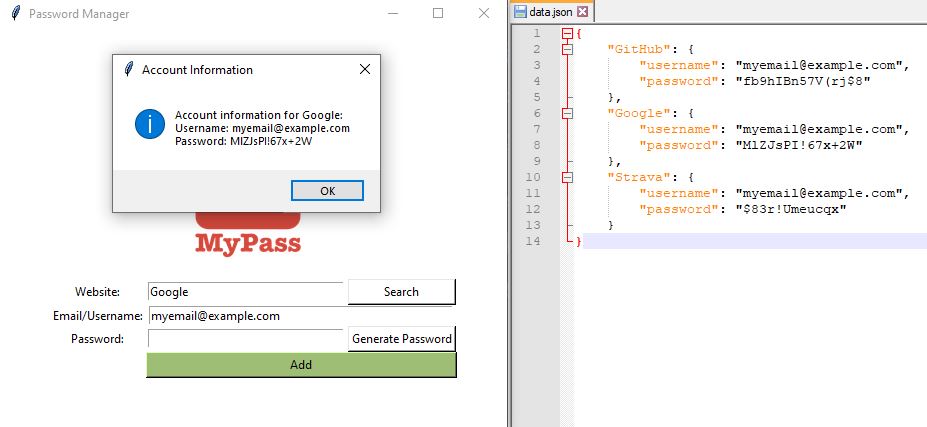 Password Manager
Account Information
Account information for Google:
Username: myemail@example.com
Password: MlZJsPI!67x+2W
OK
MyPass
Website:
Google
Search
Email/Username:
myemail@example.com
Password:
Generate Password
Add
data.json
1 {
2 "GitHub": {
3 "username": "myemail@example.com",
4 "password": "fb9hIBn57V(rj$8"
5 },
6 "Google": {
7 "username": "myemail@example.com",
8 "password": "MlZJsPI!67x+2W"
9 },
10 "Strava": {
11 "username": "myemail@example.com",
12 "password": "$83r!Umeucqx"
13 }
14 }